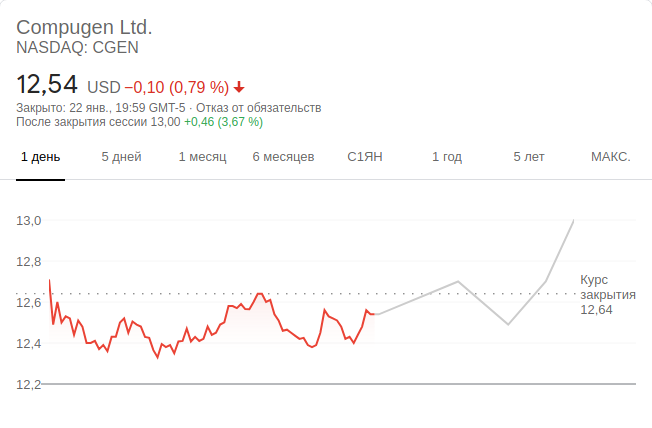 Compugen Ltd.
NASDAQ: CGEN
12,54 USD −0,10 (0,79 %)
Закрыто: 22 янв., 19:59 GMT-5 · Отказ от обязательств
После закрытия сессии 13,00 +0,46 (3,67 %)
1 день 5 дней 1 месяц 6 месяцев С1ЯН 1 год 5 лет МАКС.
13,0
12,8
12,6
12,4
12,2
Курс
закрытия
12,64